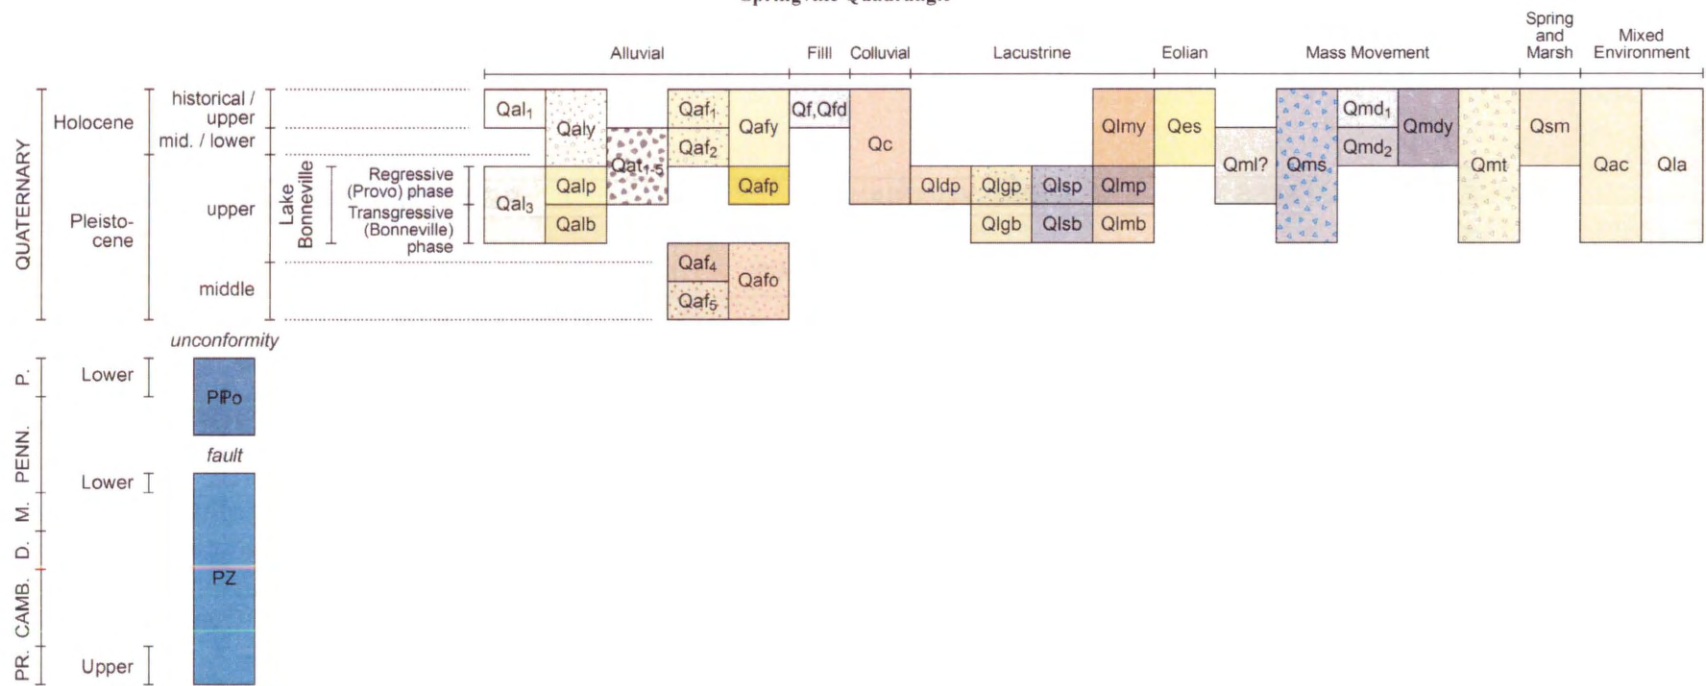 Springville Quadrangle
Spring
and
Marsh
Mixed
Environment
Alluvial
Filll
Colluvial
Lacustrine
Eolian
Mass Movement
QUATERNARY
Holocene
historical /
upper
mid. / lower
Pleisto-
cene
upper
middle
Lake
Bonneville
Regressive
(Provo) phase
Transgressive
(Bonneville)
phase
Qal1
Qaly
Qat1-5
Qaf1
Qaf2
Qafy
Qf,Qfd
Qc
Qlmy
Qes
Qml?
Qms
Qmd1
Qmd2
Qmdy
Qmt
Qsm
Qac
Qla
Qal3
Qalp
Qalb
Qafp
Qldp
Qlgp
Qlsp
Qlmp
Qlgb
Qlsb
Qlmb
Qaf4
Qaf5
Qafo
unconformity
P.
Lower
PENN.
fault
Lower
M.
D.
PZ
CAMB.
PR.
Upper